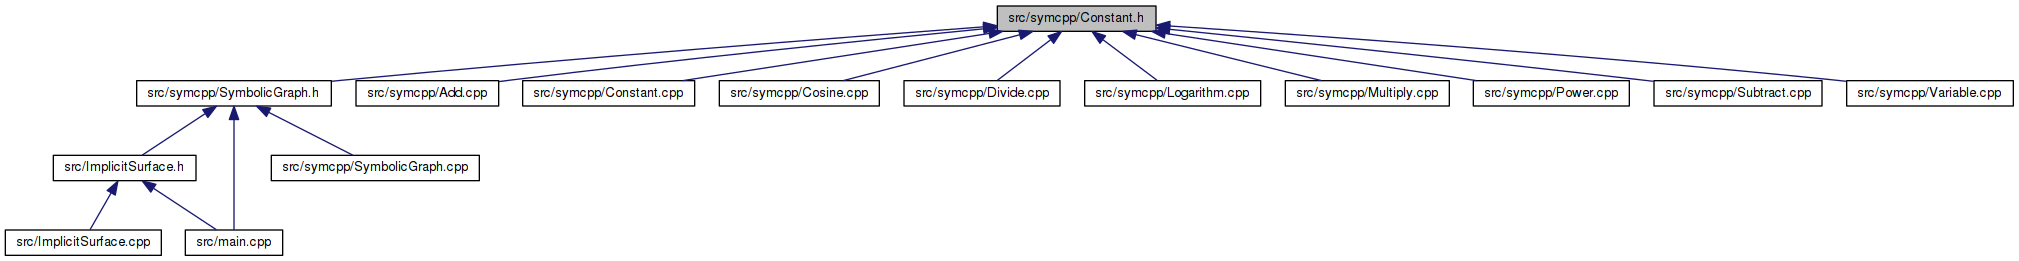 src/symcpp/Constant.h
src/symcpp/SymbolicGraph.h
src/symcpp/Add.cpp
src/symcpp/Constant.cpp
src/symcpp/Cosine.cpp
src/symcpp/Divide.cpp
src/symcpp/Logarithm.cpp
src/symcpp/Multiply.cpp
src/symcpp/Power.cpp
src/symcpp/Subtract.cpp
src/symcpp/Variable.cpp
src/ImplicitSurface.h
src/symcpp/SymbolicGraph.cpp
src/ImplicitSurface.cpp
src/main.cpp